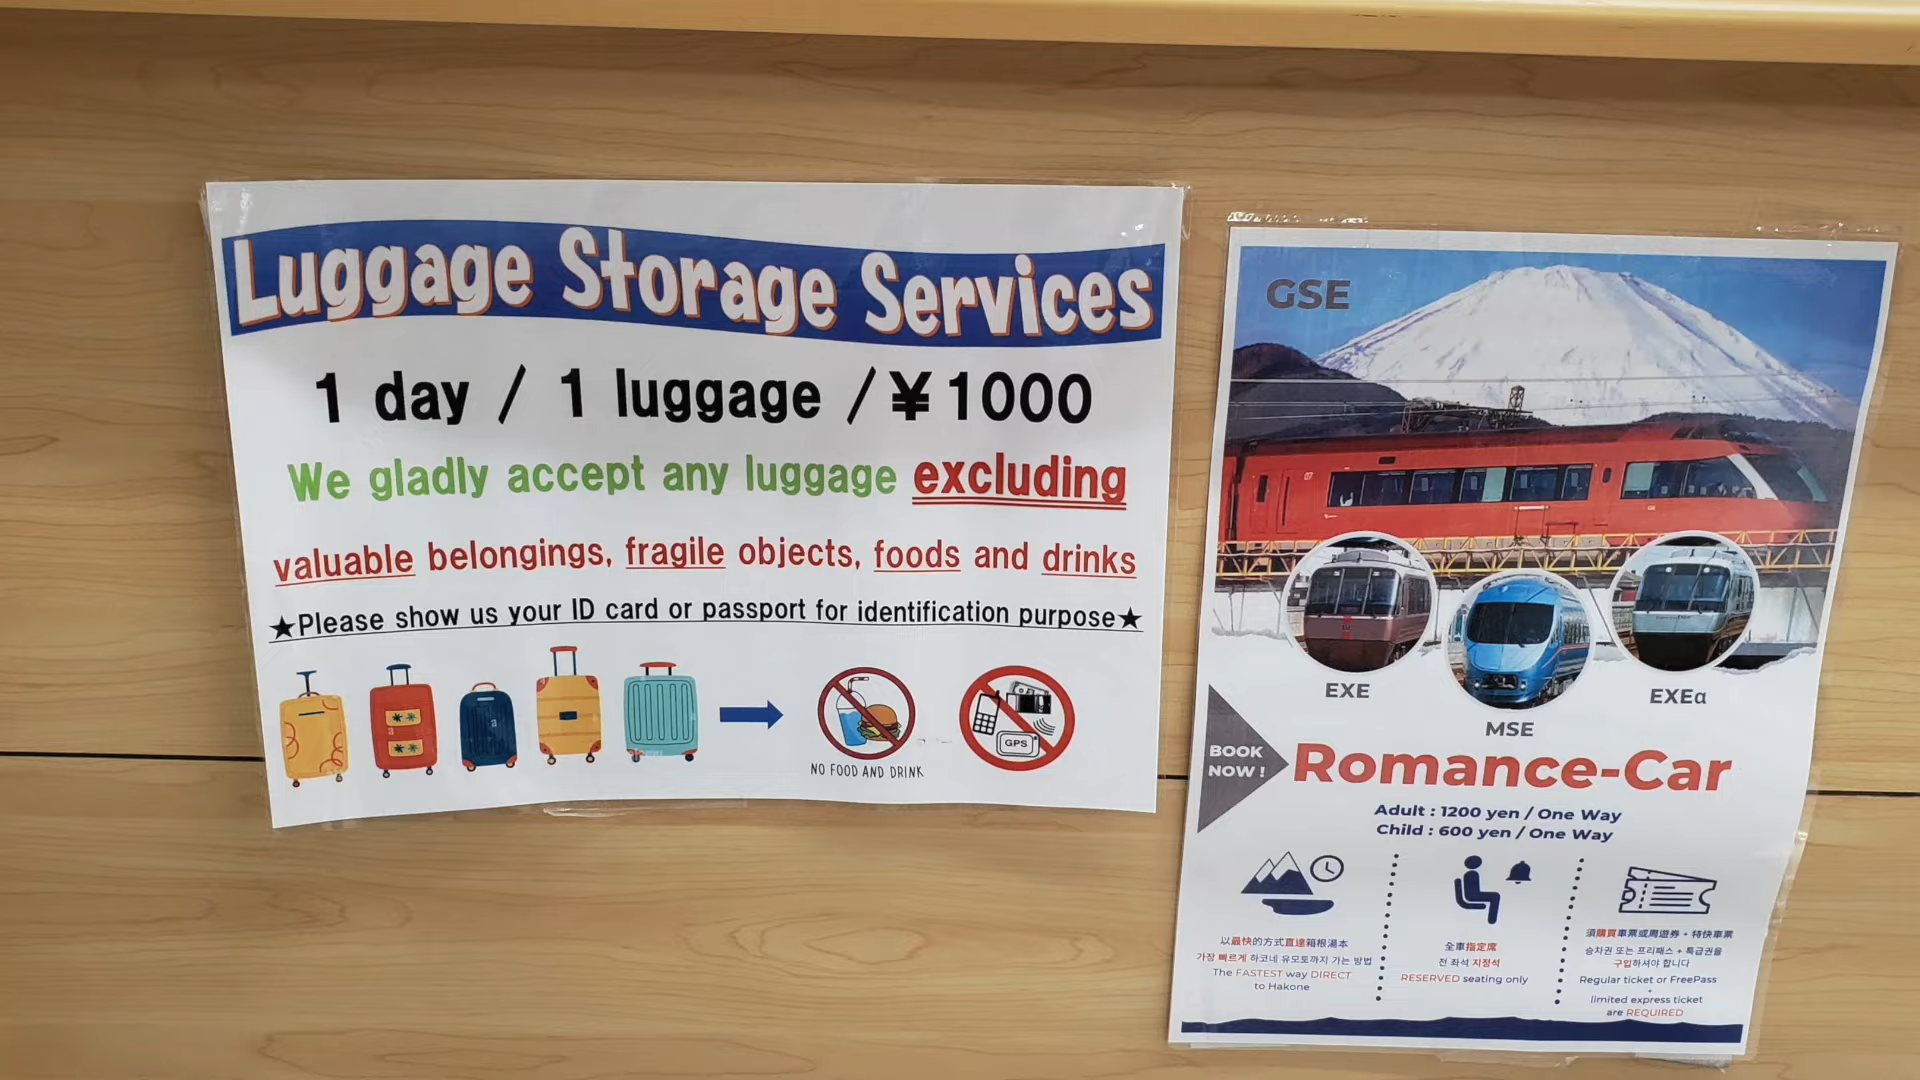 Luggage Storage Services
1 day / 1 luggage / ¥1000
We gladly accept any luggage excluding
valuable belongings, fragile objects, foods and drinks
★Please show us your ID card or passport for identification purpose★
NO FOOD AND DRINK
GPS
GSE
07
EXE
MSE
EXEα
BOOK
NOW !
Romance-Car
Adult : 1200 yen / One Way
Child : 600 yen / One Way
以最快的方式直達箱根湯本
가장 빠르게 하코네 유모토까지 가는 방법
The FASTEST way DIRECT
to Hakone
全車指定席
전 좌석 지정석
RESERVED seating only
須購買車票或周遊券・特快車票
승차권 또는 프리패스 + 특급권을
구입하셔야 합니다
Regular ticket or FreePass
+
limited express ticket
are REQUIRED